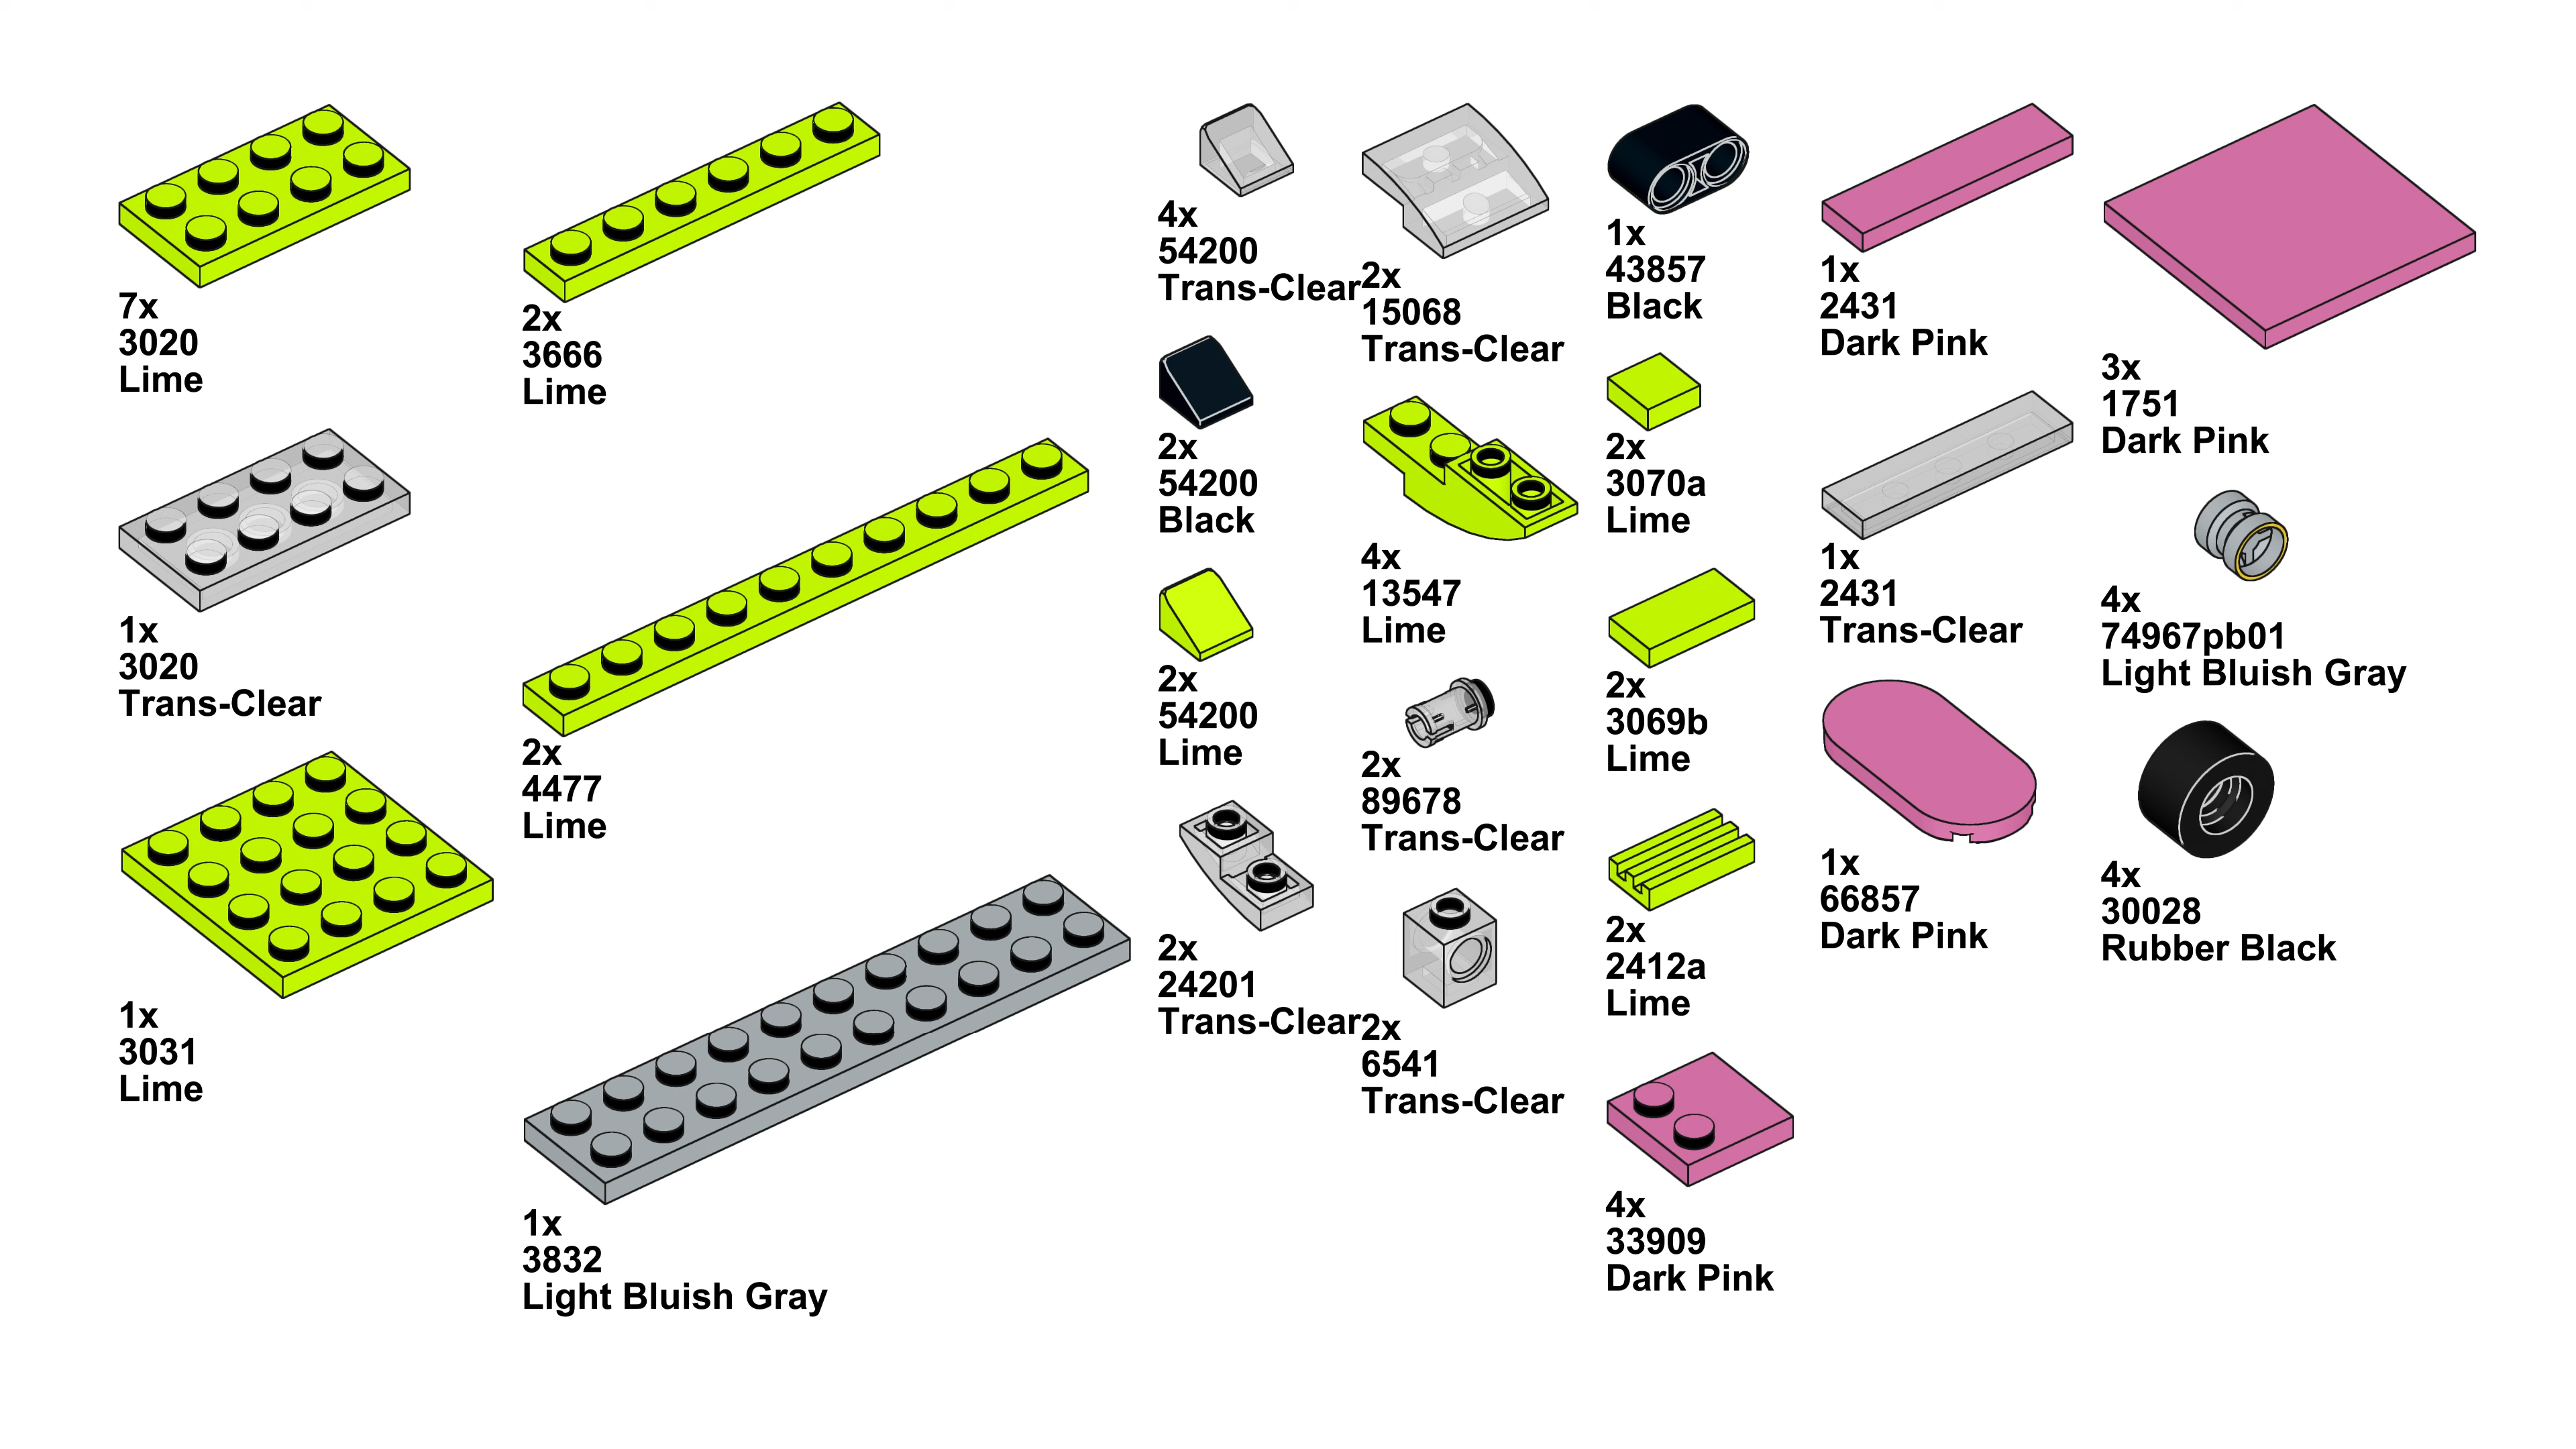 7x
3020
Lime
1x
3020
Trans-Clear
1x
3031
Lime
2x
3666
Lime
2x
4477
Lime
1x
3832
Light Bluish Gray
4x
54200
Trans-Clear
2x
54200
Black
2x
54200
Lime
2x
24201
Trans-Clear
2x
15068
Trans-Clear
4x
13547
Lime
2x
89678
Trans-Clear
2x
6541
Trans-Clear
1x
43857
Black
2x
3070a
Lime
2x
3069b
Lime
2x
2412a
Lime
4x
33909
Dark Pink
1x
2431
Dark Pink
1x
2431
Trans-Clear
1x
66857
Dark Pink
3x
1751
Dark Pink
4x
74967pb01
Light Bluish Gray
4x
30028
Rubber Black